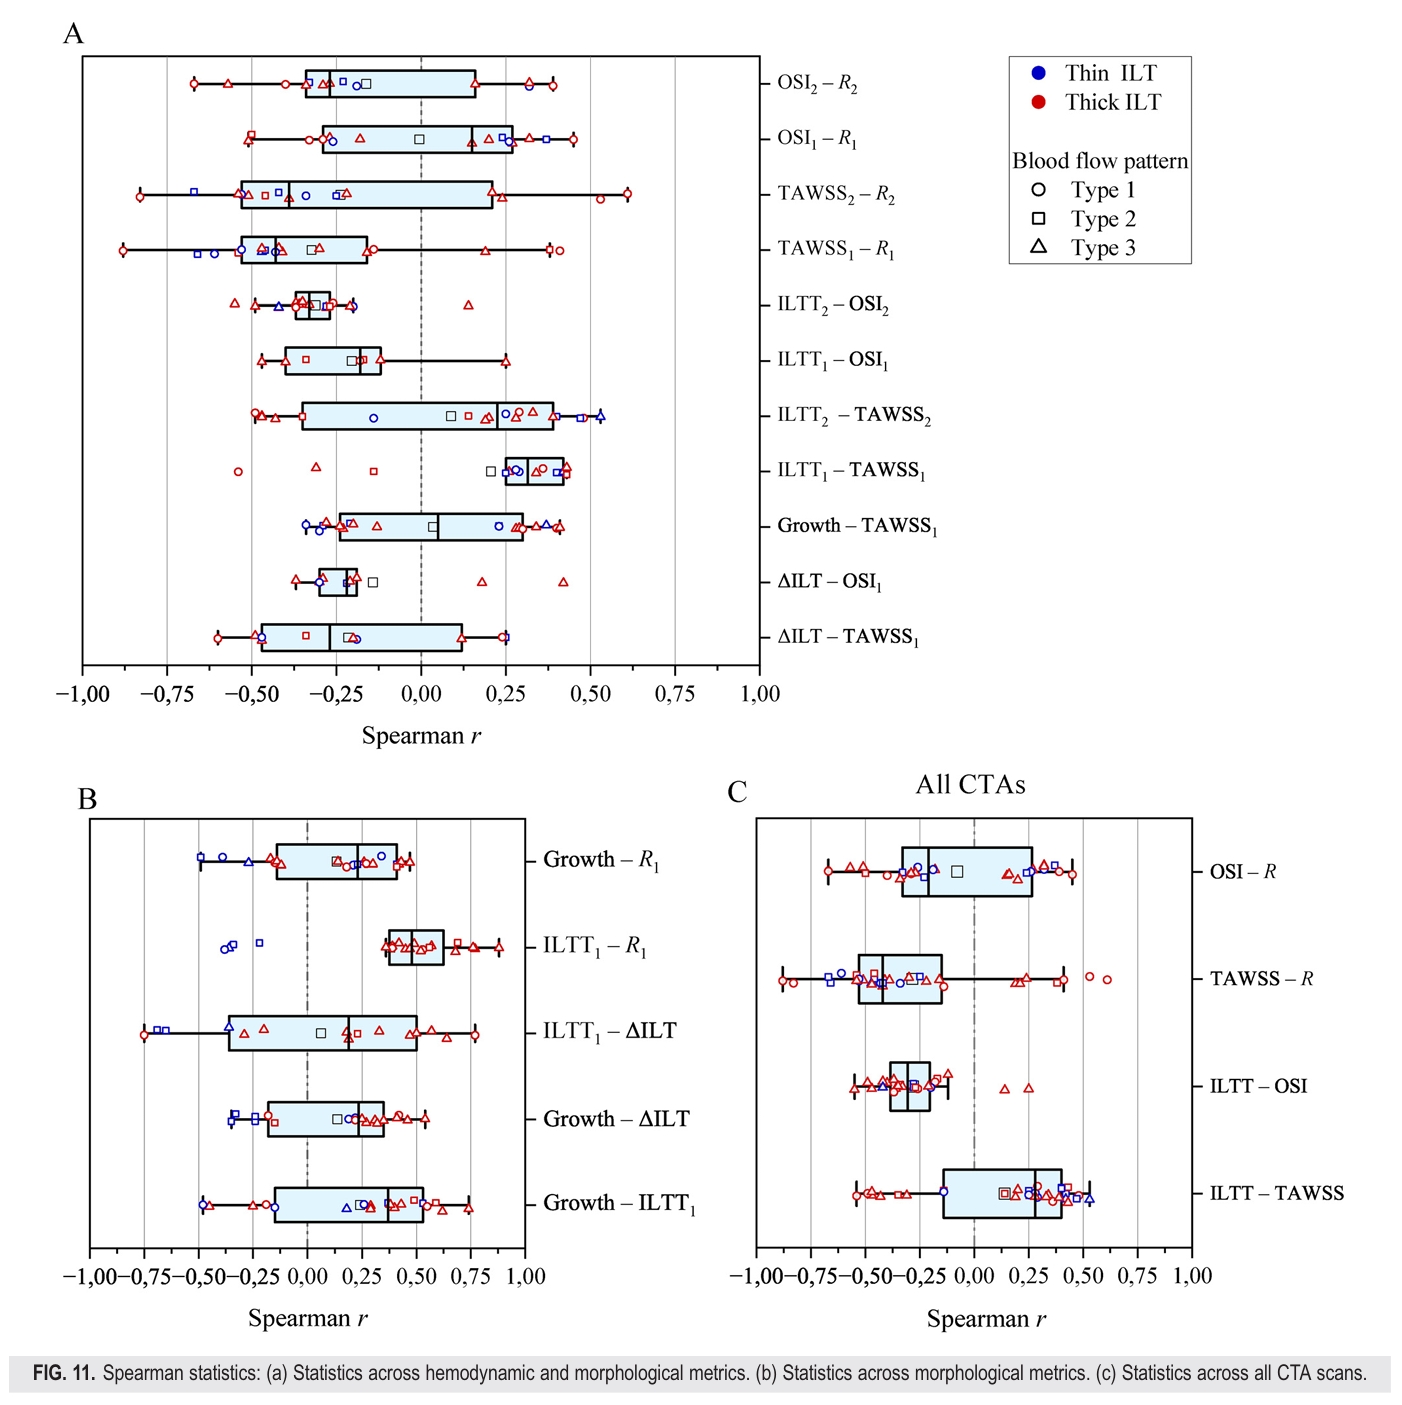 A
OSI2 – R2
OSI1 – R1
TAWSS2 – R2
TAWSS1 – R1
ILTT2 – OSI2
ILTT1 – OSI1
ILTT2 – TAWSS2
ILTT1 – TAWSS1
Growth – TAWSS1
ΔILT – OSI1
ΔILT – TAWSS1
−1,00 −0,75 −0,50 −0,25 0,00 0,25 0,50 0,75 1,00
Spearman r
Thin ILT
Thick ILT
Blood flow pattern
Type 1
Type 2
Type 3
B
Growth – R1
ILTT1 – R1
ILTT1 – ΔILT
Growth – ΔILT
Growth – ILTT1
−1,00 −0,75 −0,50 −0,25 0,00 0,25 0,50 0,75 1,00
Spearman r
C
All CTAs
OSI – R
TAWSS – R
ILTT – OSI
ILTT – TAWSS
−1,00 −0,75 −0,50 −0,25 0,00 0,25 0,50 0,75 1,00
Spearman r
FIG. 11. Spearman statistics: (a) Statistics across hemodynamic and morphological metrics. (b) Statistics across morphological metrics. (c) Statistics across all CTA scans.